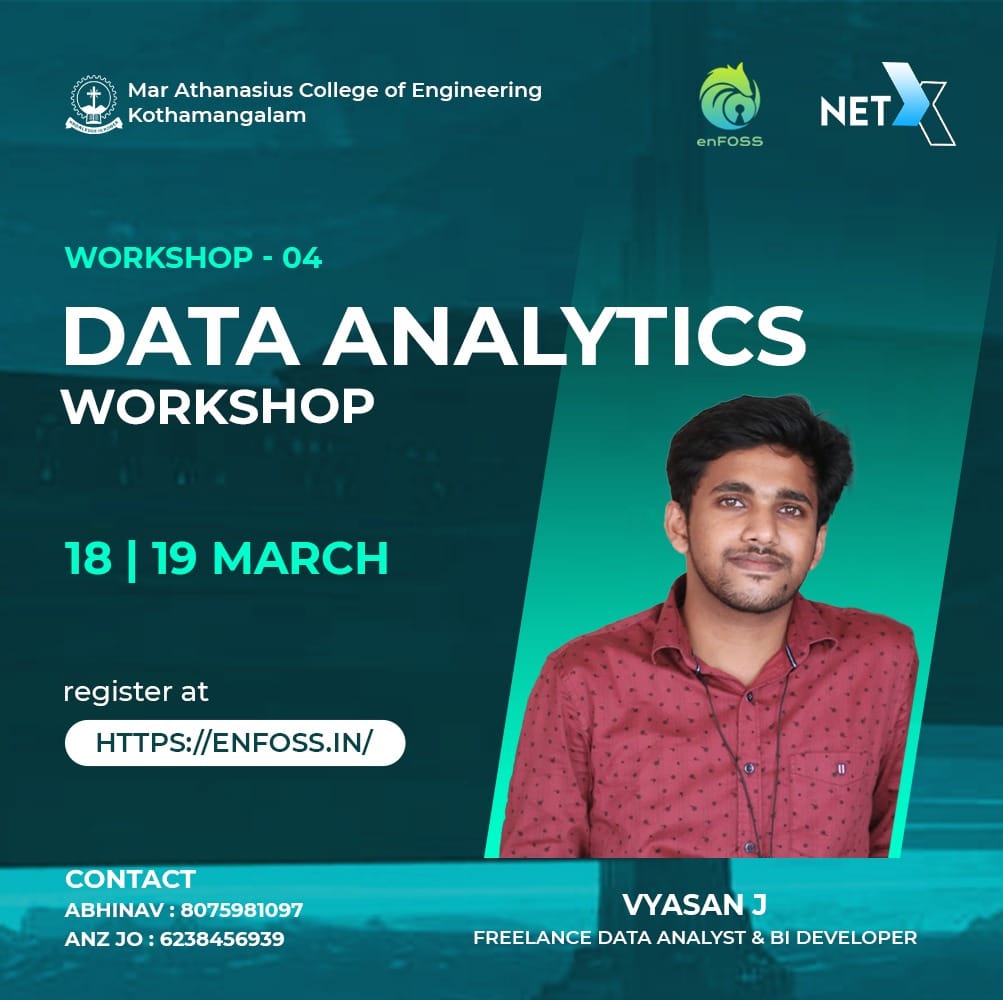 Mar Athanasius College of Engineering
Kothamangalam
enFOSS
NETX
WORKSHOP - 04
DATA ANALYTICS
WORKSHOP
18 | 19 MARCH
register at
HTTPS://ENFOSS.IN/
CONTACT
ABHINAV : 8075981097
ANZ JO : 6238456939
VYASAN J
FREELANCE DATA ANALYST & BI DEVELOPER